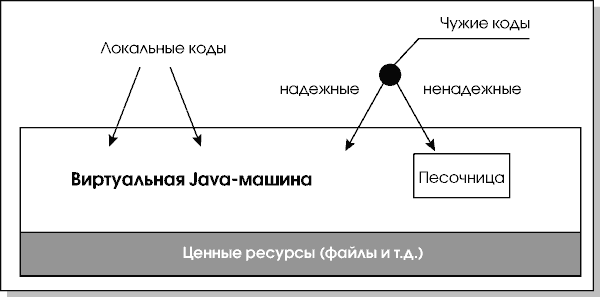 Чужие коды
Локальные коды
надежные
ненадежные
Виртуальная Java-машина
Песочница
Ценные ресурсы (файлы и т.д.)